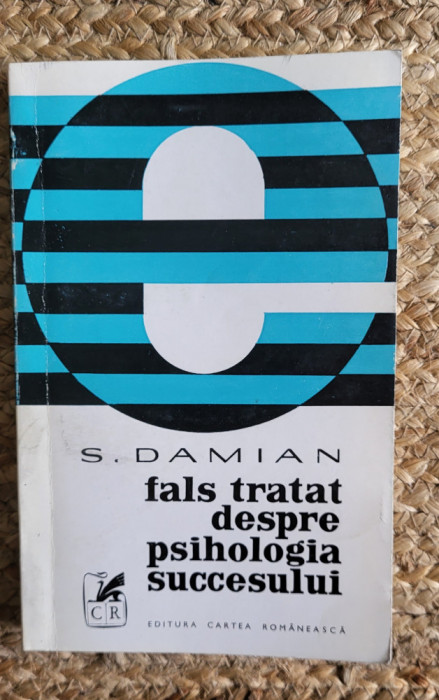 S. DAMIAN
fals tratat
despre
psihologia
succesului
CR
EDITURA CARTEA ROMÂNEASCĂ